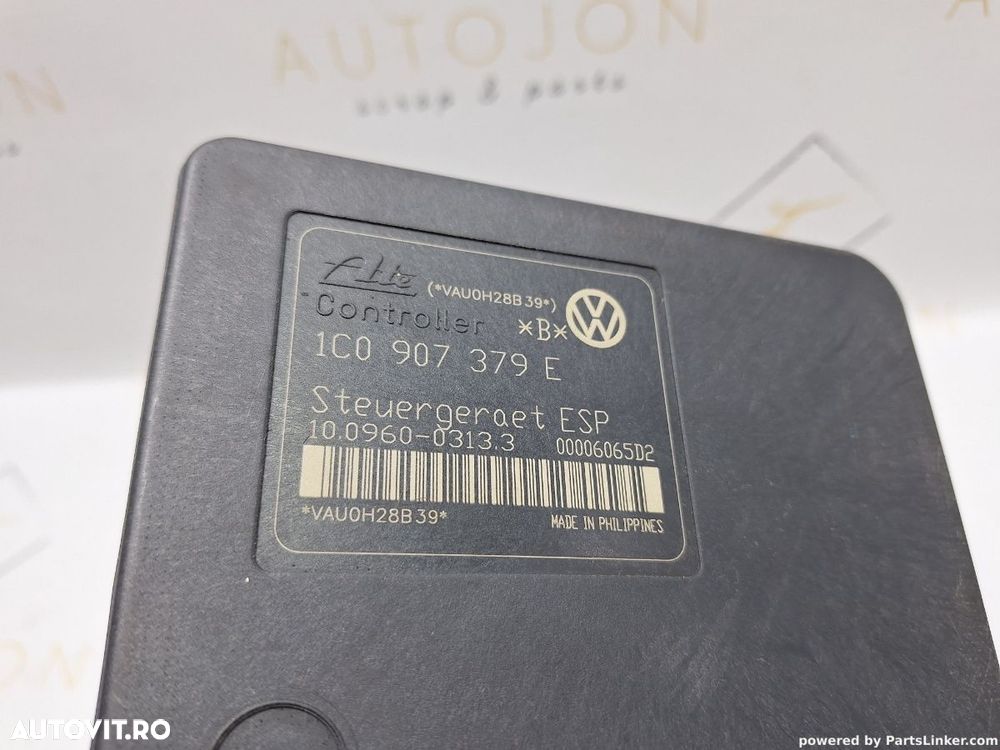 AUTOJON
scrap & parts
Ate (*VAU0H28B39*)
Controller *B*
1C0 907 379 E
Steuergeraet ESP
10.0960-0313.3 00006065D2
*VAU0H28B39* MADE IN PHILIPPINES
AUTOVIT.RO
powered by PartsLinker.com